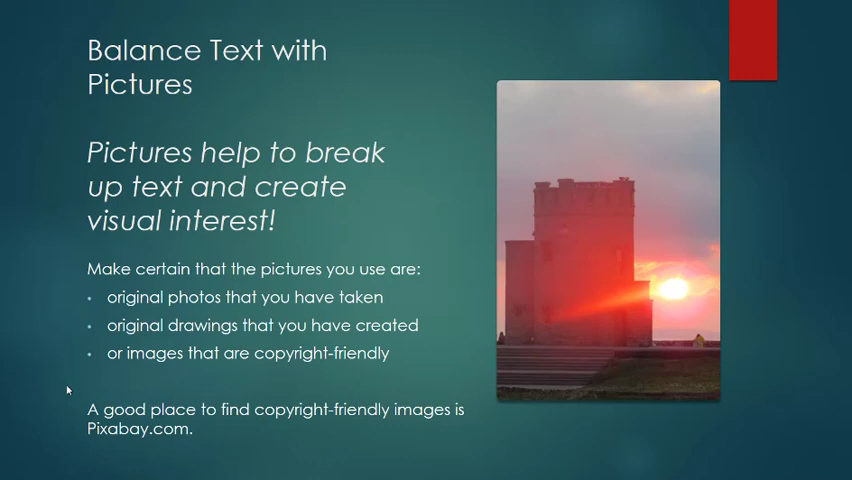 Balance Text with
Pictures
Pictures help to break
up text and create
visual interest!
Make certain that the pictures you use are:
• original photos that you have taken
• original drawings that you have created
• or images that are copyright-friendly
A good place to find copyright-friendly images is
Pixabay.com.